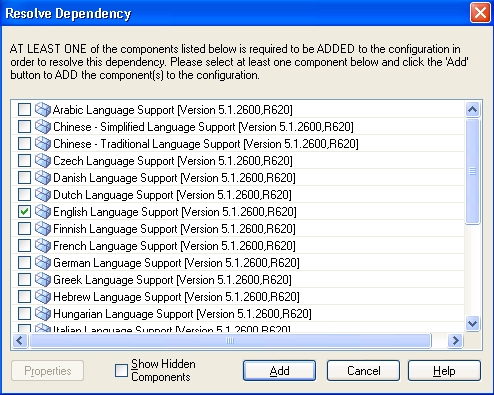 Resolve Dependency
AT LEAST ONE of the components listed below is required to be ADDED to the configuration in
order to resolve this dependency. Please select at least one component below and click the 'Add'
button to ADD the component(s) to the configuration.
Arabic Language Support [Version 5.1.2600,R620]
Chinese - Simplified Language Support [Version 5.1.2600,R620]
Chinese - Traditional Language Support [Version 5.1.2600,R620]
Czech Language Support [Version 5.1.2600,R620]
Danish Language Support [Version 5.1.2600,R620]
Dutch Language Support [Version 5.1.2600,R620]
English Language Support [Version 5.1.2600,R620]
Finnish Language Support [Version 5.1.2600,R620]
French Language Support [Version 5.1.2600,R620]
German Language Support [Version 5.1.2600,R620]
Greek Language Support [Version 5.1.2600,R620]
Hebrew Language Support [Version 5.1.2600,R620]
Hungarian Language Support [Version 5.1.2600,R620]
Italian Language Support [Version 5.1.2600,R620]
Properties
Show Hidden
Components
Add
Cancel
Help